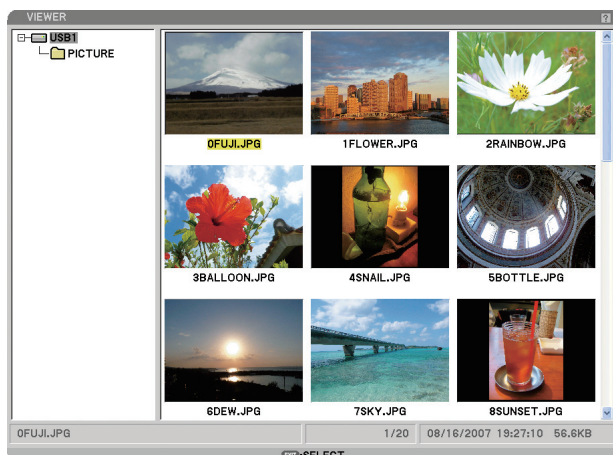 VIEWER ?
USB1
PICTURE
0FUJI.JPG 1FLOWER.JPG 2RAINBOW.JPG
3BALLOON.JPG 4SNAIL.JPG 5BOTTLE.JPG
6DEW.JPG 7SKY.JPG 8SUNSET.JPG
0FUJI.JPG 1/20 08/16/2007 19:27:10 56.6KB
:SELECT